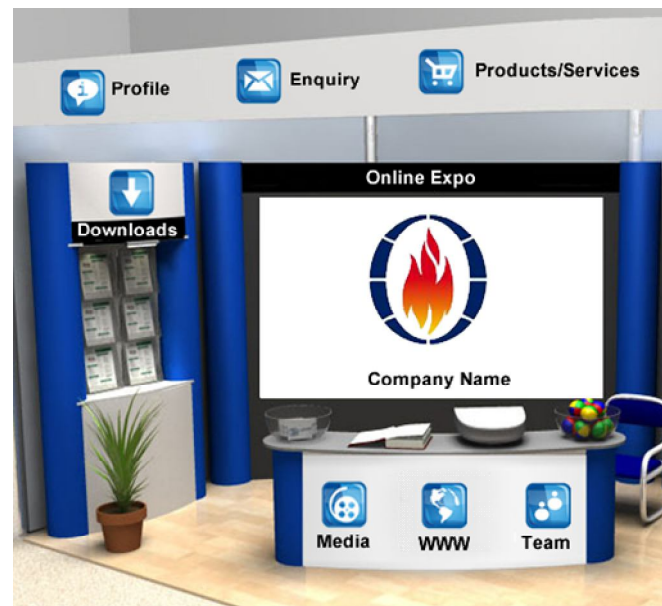 Profile
Enquiry
Products/Services
Online Expo
Downloads
Company Name
Media
WWW
Team